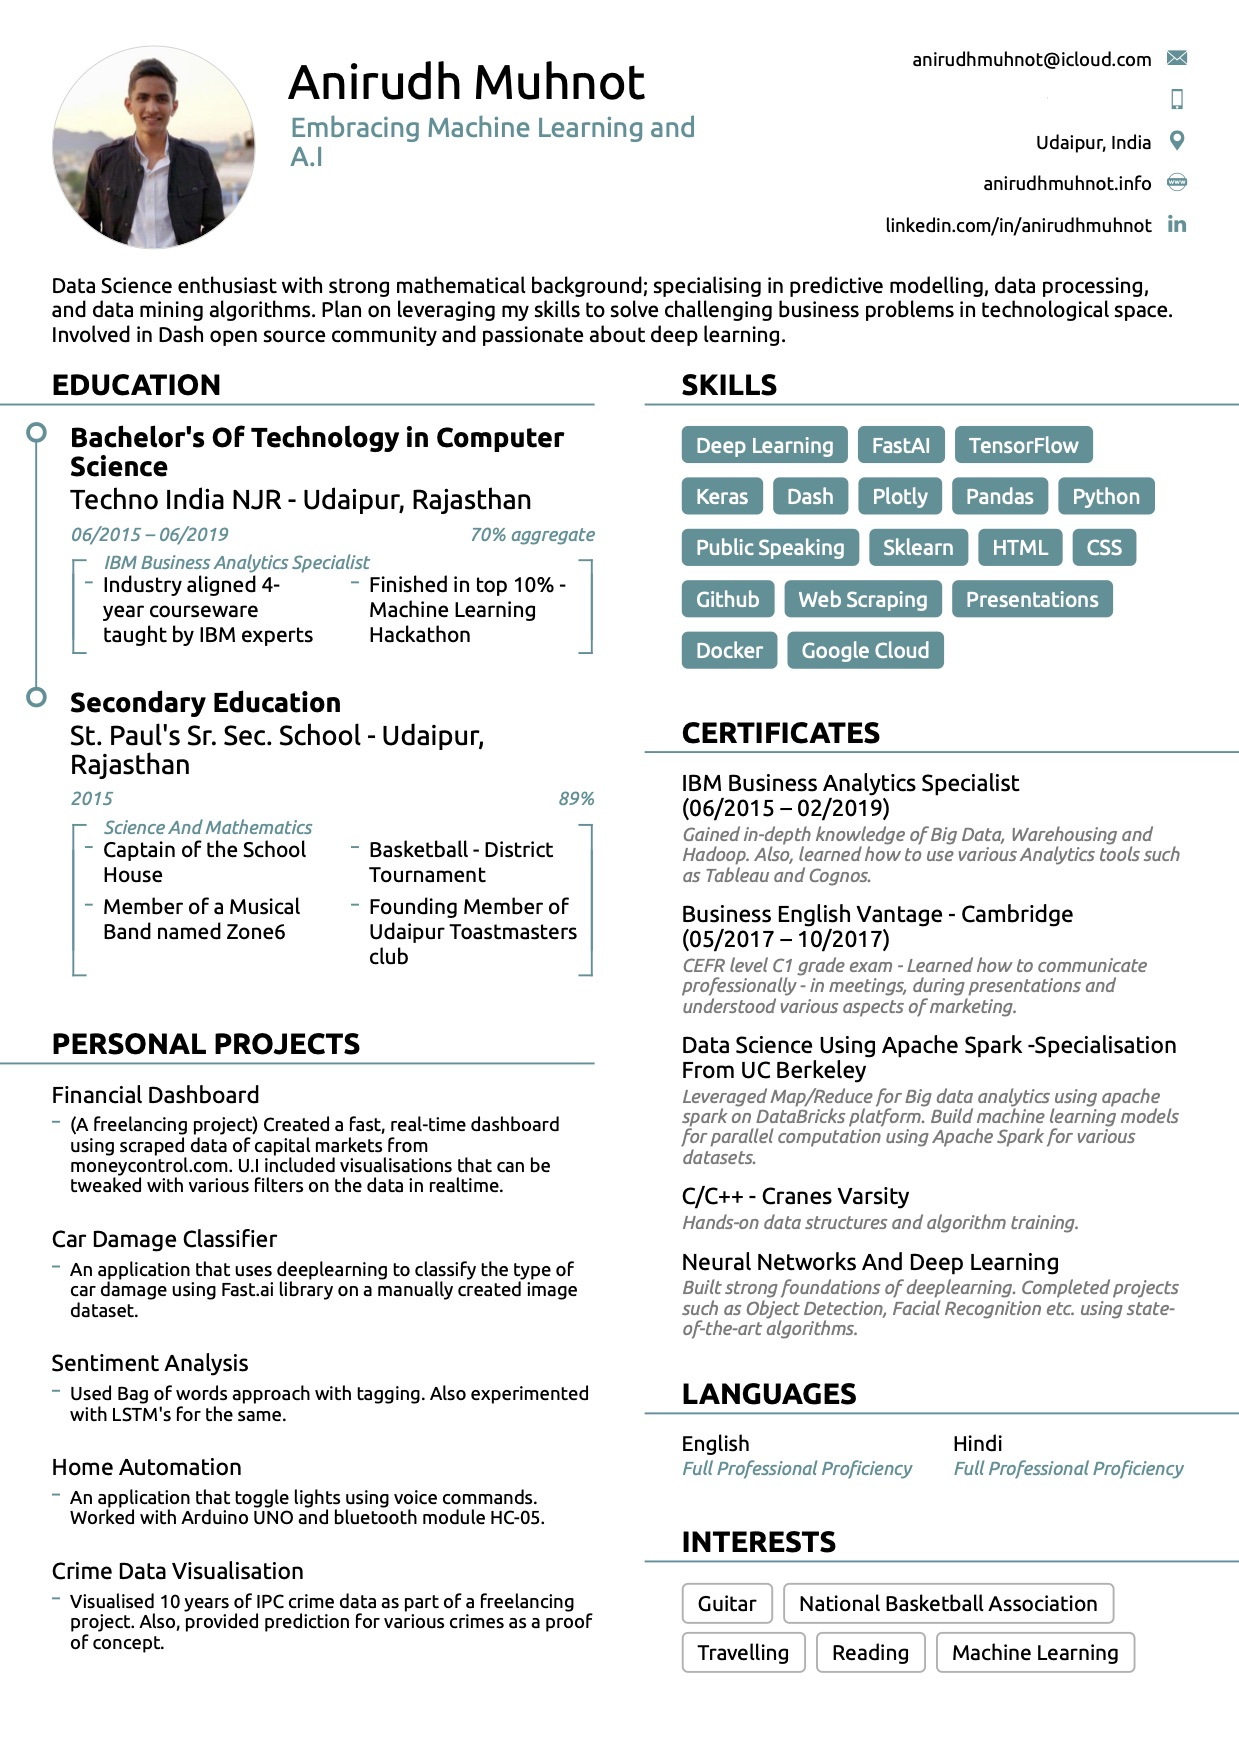 Anirudh Muhnot
Embracing Machine Learning and
A.I
anirudhmuhnot@icloud.com
Udaipur, India
anirudhmuhnot.info
www
linkedin.com/in/anirudhmuhnot
in
Data Science enthusiast with strong mathematical background; specialising in predictive modelling, data processing,
and data mining algorithms. Plan on leveraging my skills to solve challenging business problems in technological space.
Involved in Dash open source community and passionate about deep learning.
EDUCATION
Bachelor's Of Technology in Computer
Science
Techno India NJR - Udaipur, Rajasthan
06/2015 – 06/2019 70% aggregate
IBM Business Analytics Specialist
– Industry aligned 4-
year courseware
taught by IBM experts
– Finished in top 10% -
Machine Learning
Hackathon
Secondary Education
St. Paul's Sr. Sec. School - Udaipur,
Rajasthan
2015 89%
Science And Mathematics
– Captain of the School
House
– Basketball - District
Tournament
– Member of a Musical
Band named Zone6
– Founding Member of
Udaipur Toastmasters
club
PERSONAL PROJECTS
Financial Dashboard
– (A freelancing project) Created a fast, real-time dashboard
using scraped data of capital markets from
moneycontrol.com. U.I included visualisations that can be
tweaked with various filters on the data in realtime.
Car Damage Classifier
– An application that uses deeplearning to classify the type of
car damage using Fast.ai library on a manually created image
dataset.
Sentiment Analysis
– Used Bag of words approach with tagging. Also experimented
with LSTM's for the same.
Home Automation
– An application that toggle lights using voice commands.
Worked with Arduino UNO and bluetooth module HC-05.
Crime Data Visualisation
– Visualised 10 years of IPC crime data as part of a freelancing
project. Also, provided prediction for various crimes as a proof
of concept.
SKILLS
Deep Learning FastAI TensorFlow
Keras Dash Plotly Pandas Python
Public Speaking Sklearn HTML CSS
Github Web Scraping Presentations
Docker Google Cloud
CERTIFICATES
IBM Business Analytics Specialist
(06/2015 – 02/2019)
Gained in-depth knowledge of Big Data, Warehousing and
Hadoop. Also, learned how to use various Analytics tools such
as Tableau and Cognos.
Business English Vantage - Cambridge
(05/2017 – 10/2017)
CEFR level C1 grade exam - Learned how to communicate
professionally - in meetings, during presentations and
understood various aspects of marketing.
Data Science Using Apache Spark -Specialisation
From UC Berkeley
Leveraged Map/Reduce for Big data analytics using apache
spark on DataBricks platform. Build machine learning models
for parallel computation using Apache Spark for various
datasets.
C/C++ - Cranes Varsity
Hands-on data structures and algorithm training.
Neural Networks And Deep Learning
Built strong foundations of deeplearning. Completed projects
such as Object Detection, Facial Recognition etc. using state-
of-the-art algorithms.
LANGUAGES
English
Full Professional Proficiency
Hindi
Full Professional Proficiency
INTERESTS
Guitar National Basketball Association
Travelling Reading Machine Learning